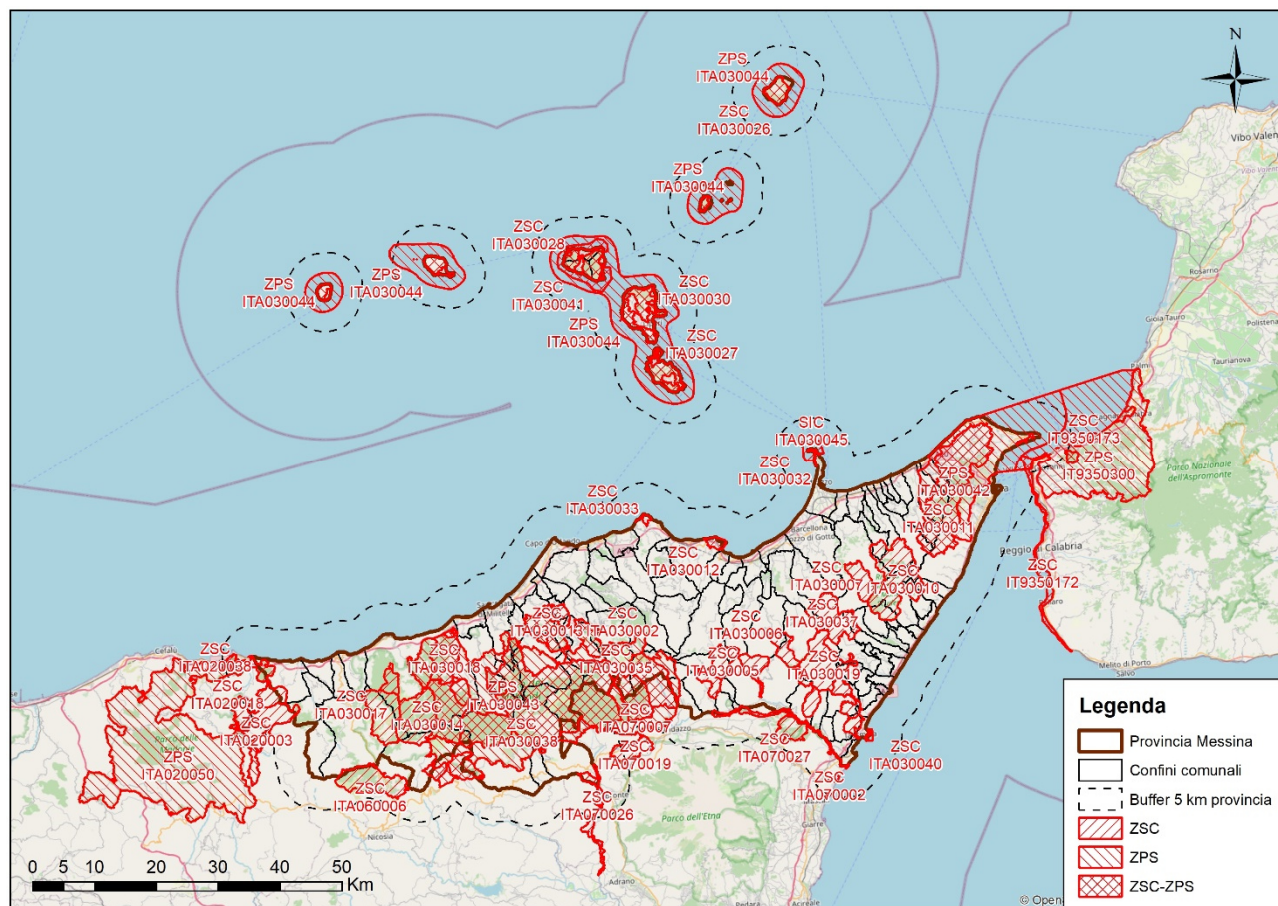 N
ZPS
ITA030044
ZSC
ITA030026
Vibo Valen
ZPS
ITA030044
ZSC
ITA030028
ZPS
ITA030044
ZPS
ITA030044
ZSC
ITA030041
ZSC
ITA030030
ZPS
ITA030044
ZSC
ITA030027
Rosarno
Gioia Tauro
Polistena
Taurianova
Palmi
SIC
ITA030045
ZSC
ITA030032
ZSC
IT9350173
ZPS
IT9350300
Parco Nazionale
dell'Aspromonte
ZPS
ITA030042
ZSC
ITA030011
ZSC
ITA030033
Capo
Barcellona
Pozzo di Gotto
Reggio di Calabria
ZSC
ITA030012
ZSC
ITA030007
ZSC
ITA030010
ZSC
IT9350172
ZSC
ITA030037
ZSC
ITA030013
ITA030002
ZSC
ITA030006
Melito di Porto
Salvo
Cefalù
ZSC
ITA020038
ZSC
ITA030018
ZSC
ITA030035
ZSC
ITA030005
ZSC
ITA030019
ZSC
ITA020018
ZSC
ITA030017
ZSC
ITA030014
ZPS
ITA030043
ZSC
ITA070007
ZSC
ITA020003
ZSC
ITA030038
Parco delle
Madonie
ZPS
ITA020050
ZSC
ITA070019
ZSC
ITA070027
ZSC
ITA030040
ZSC
ITA060006
ZSC
ITA070002
ZSC
ITA070026
Parco dell'Etna
Giarre
Nicosia
Adrano
Acireale
0 10 20 30 40 50
Km
Legenda
Provincia Messina
Confini comunali
Buffer 5 km provincia
ZSC
ZPS
ZSC-ZPS
© Open